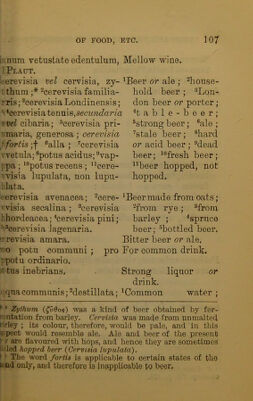 OF FOOD, ETC. 107
num vetustate edentulum, Mellow wine.
PLAUT.
cerevisia vel cervisia, zy- ¹Beer or ale; ²house-
thum;* ²cerevisia familia- hold beer; ³Lon-
ris; ³cerevisia Londinensis; don beer or porter;
⁴cerevisia tenuis, secundaria ⁴table-beer;
vel cibaria; ⁵cerevisia pri- ⁵strong beer; ⁶ale;
maria, generosa; cerevisia ⁷stale beer; ⁸hard
fortis;† ⁶alla; ⁷cerevisia or acid beer; ⁹dead
vetula; ⁸potus acidus; ⁹vap- beer; ¹⁰fresh beer;
pa; ¹⁰potus recens; ¹¹cere- ¹¹beer hopped, not
visia lupulata, non lupu- hopped.
lata.
cerevisia avenacea; ²cere- ¹Beer made from oats;
visia secalina; ³cerevisia ²from rye; ³from
hordeacea; ⁴cerevisia pini; barley; ⁴spruce
⁵cerevisia lagenaria. beer; ⁵bottled beer.
cerevisia amara. Bitter beer or ale.
o potu communi; pro For common drink.
potu ordinario.
tus inebrians. Strong liquor or
drink.
qua communis; ²destillata; ¹Common water;
* Zythum (ζύθος) was a kind of beer obtained by fer-
mentation from barley. Cervisia was made from unmalted
barley; its colour, therefore, would be pale, and in this
aspect would resemble ale. Ale and beer of the present
day are flavoured with hops, and hence they are sometimes
called hopped beer (Cervisia lupulata).
† The word fortis is applicable to certain states of the
mind only, and therefore is inapplicable to beer.